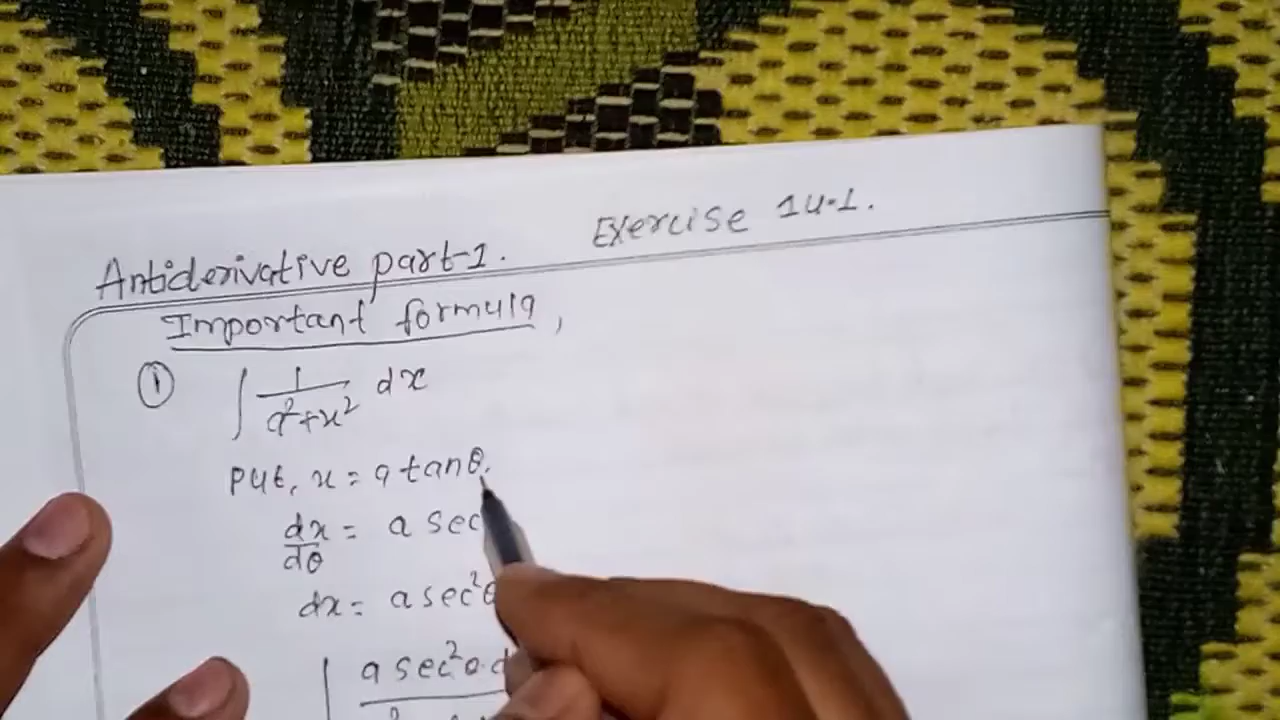 Exercise 14.1.
Antiderivative part-1.
Important formula,
① ∫ 1/(a²+x²) dx
Put, x = a tanθ.
dx/dθ = a sec
dx = a sec²θ
∫ a sec²θ.d